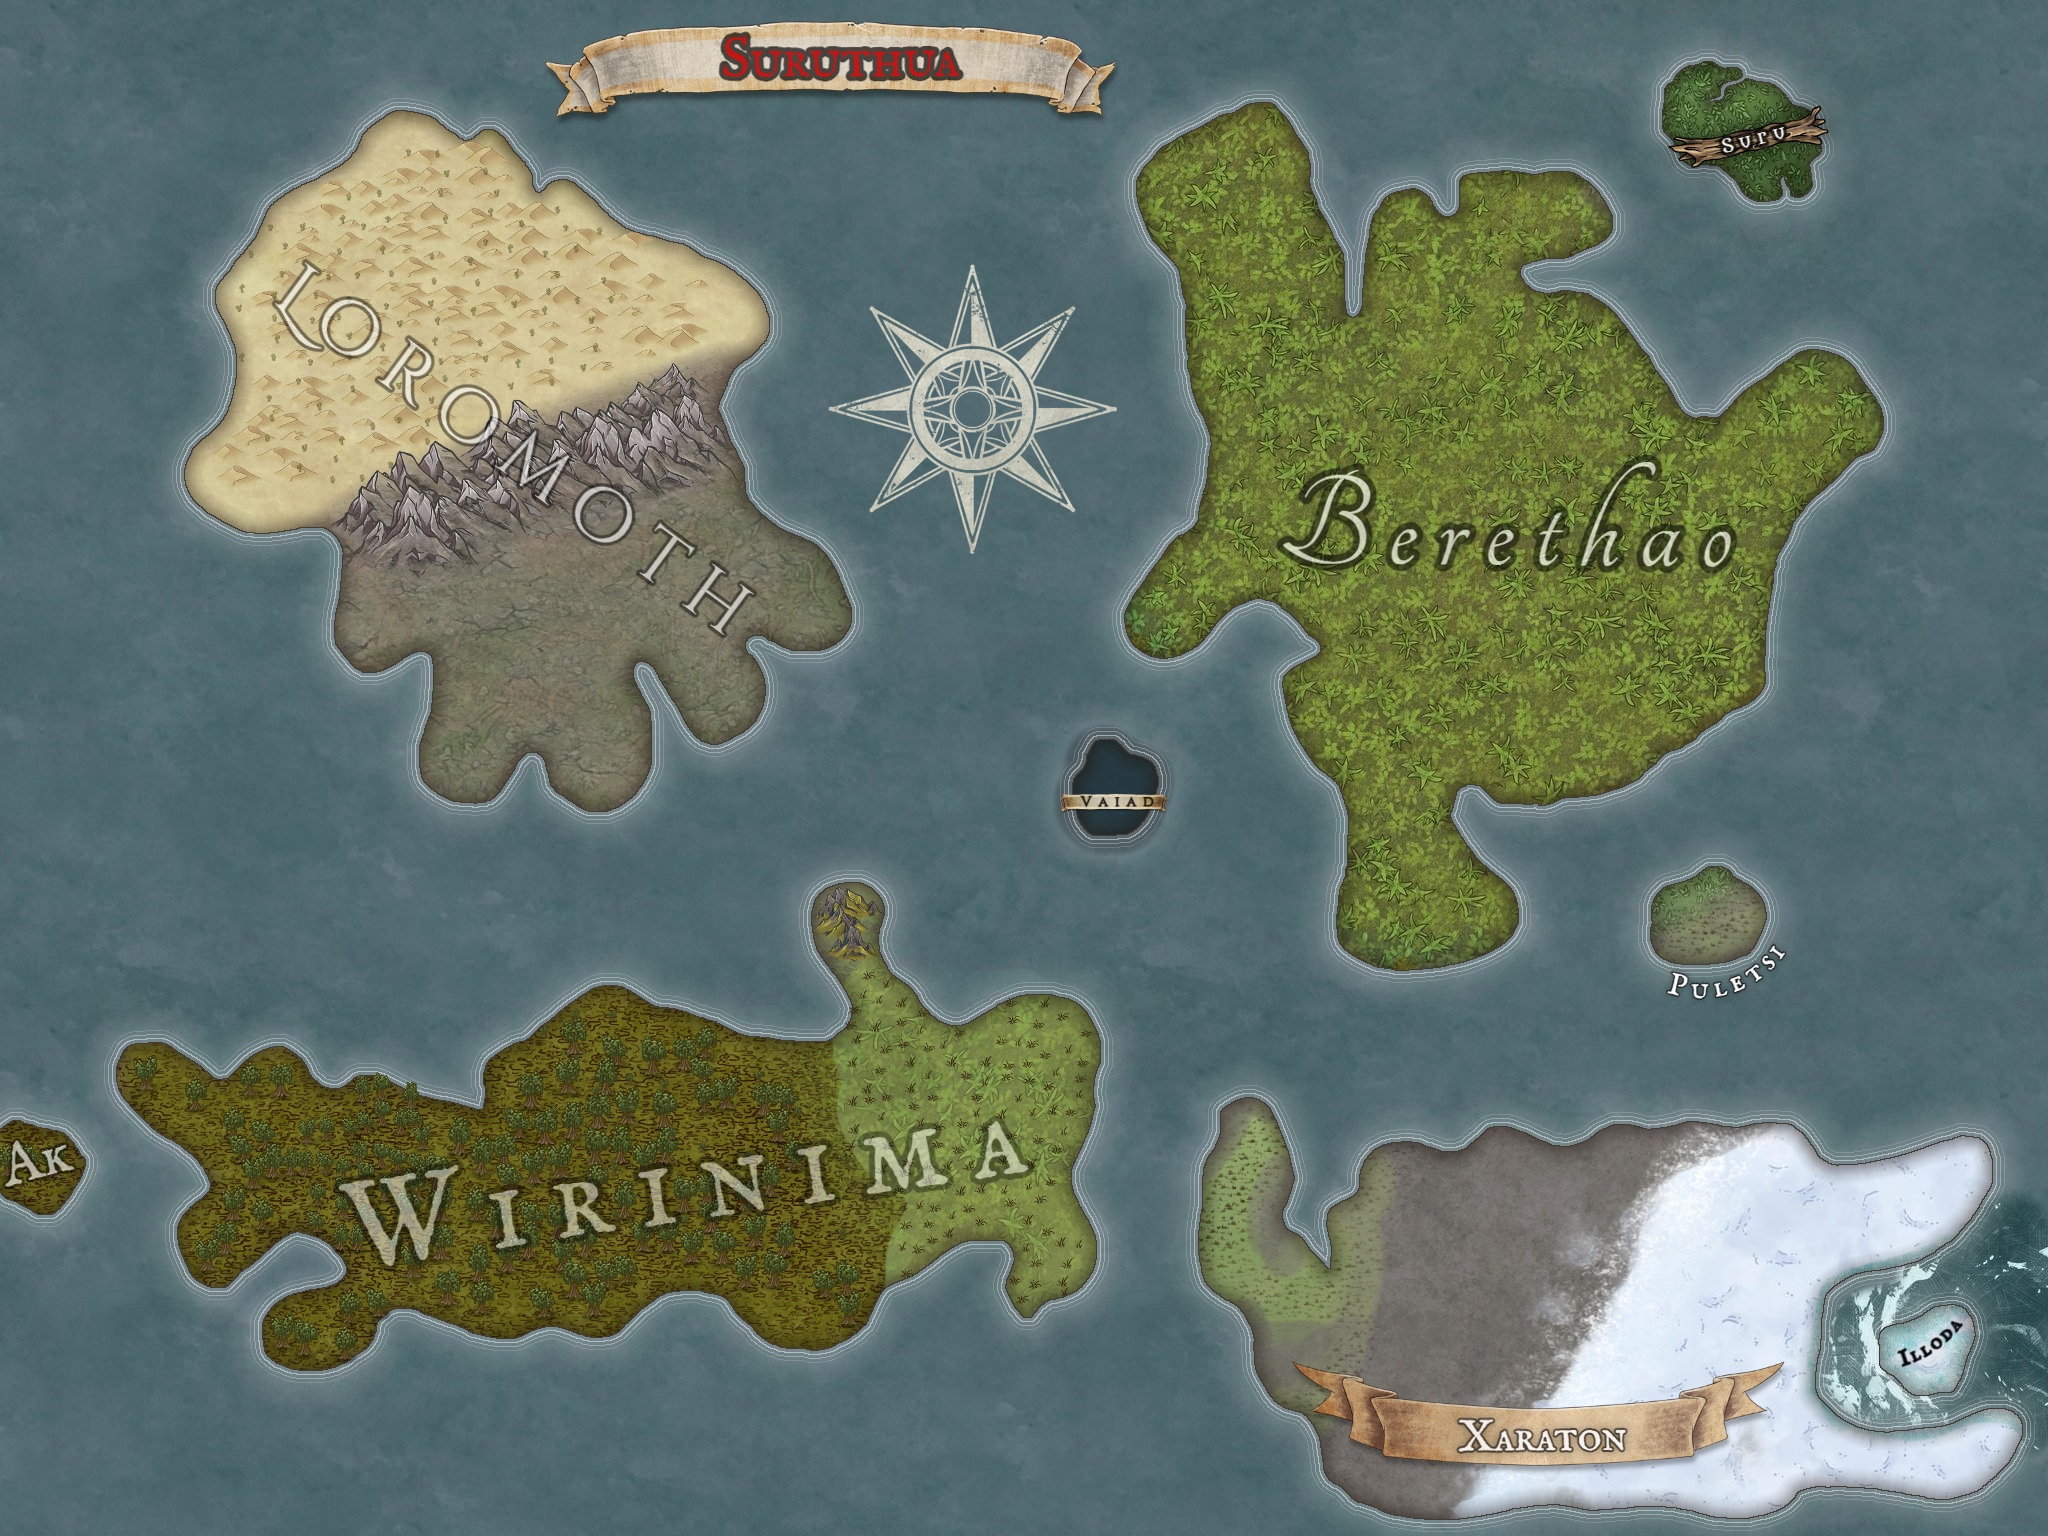 Suruthua
Suru
Loromoth
Berethao
Vaiad
Puletsi
Ak
Wirinima
Illoda
Xaraton